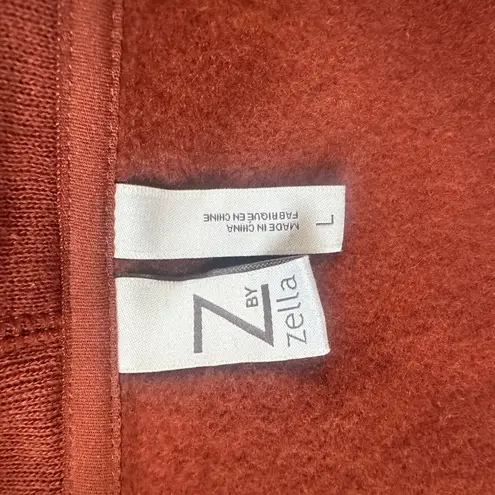 L
MADE IN CHINA
FABRIQUÉ EN CHINE
Z
BY
zella